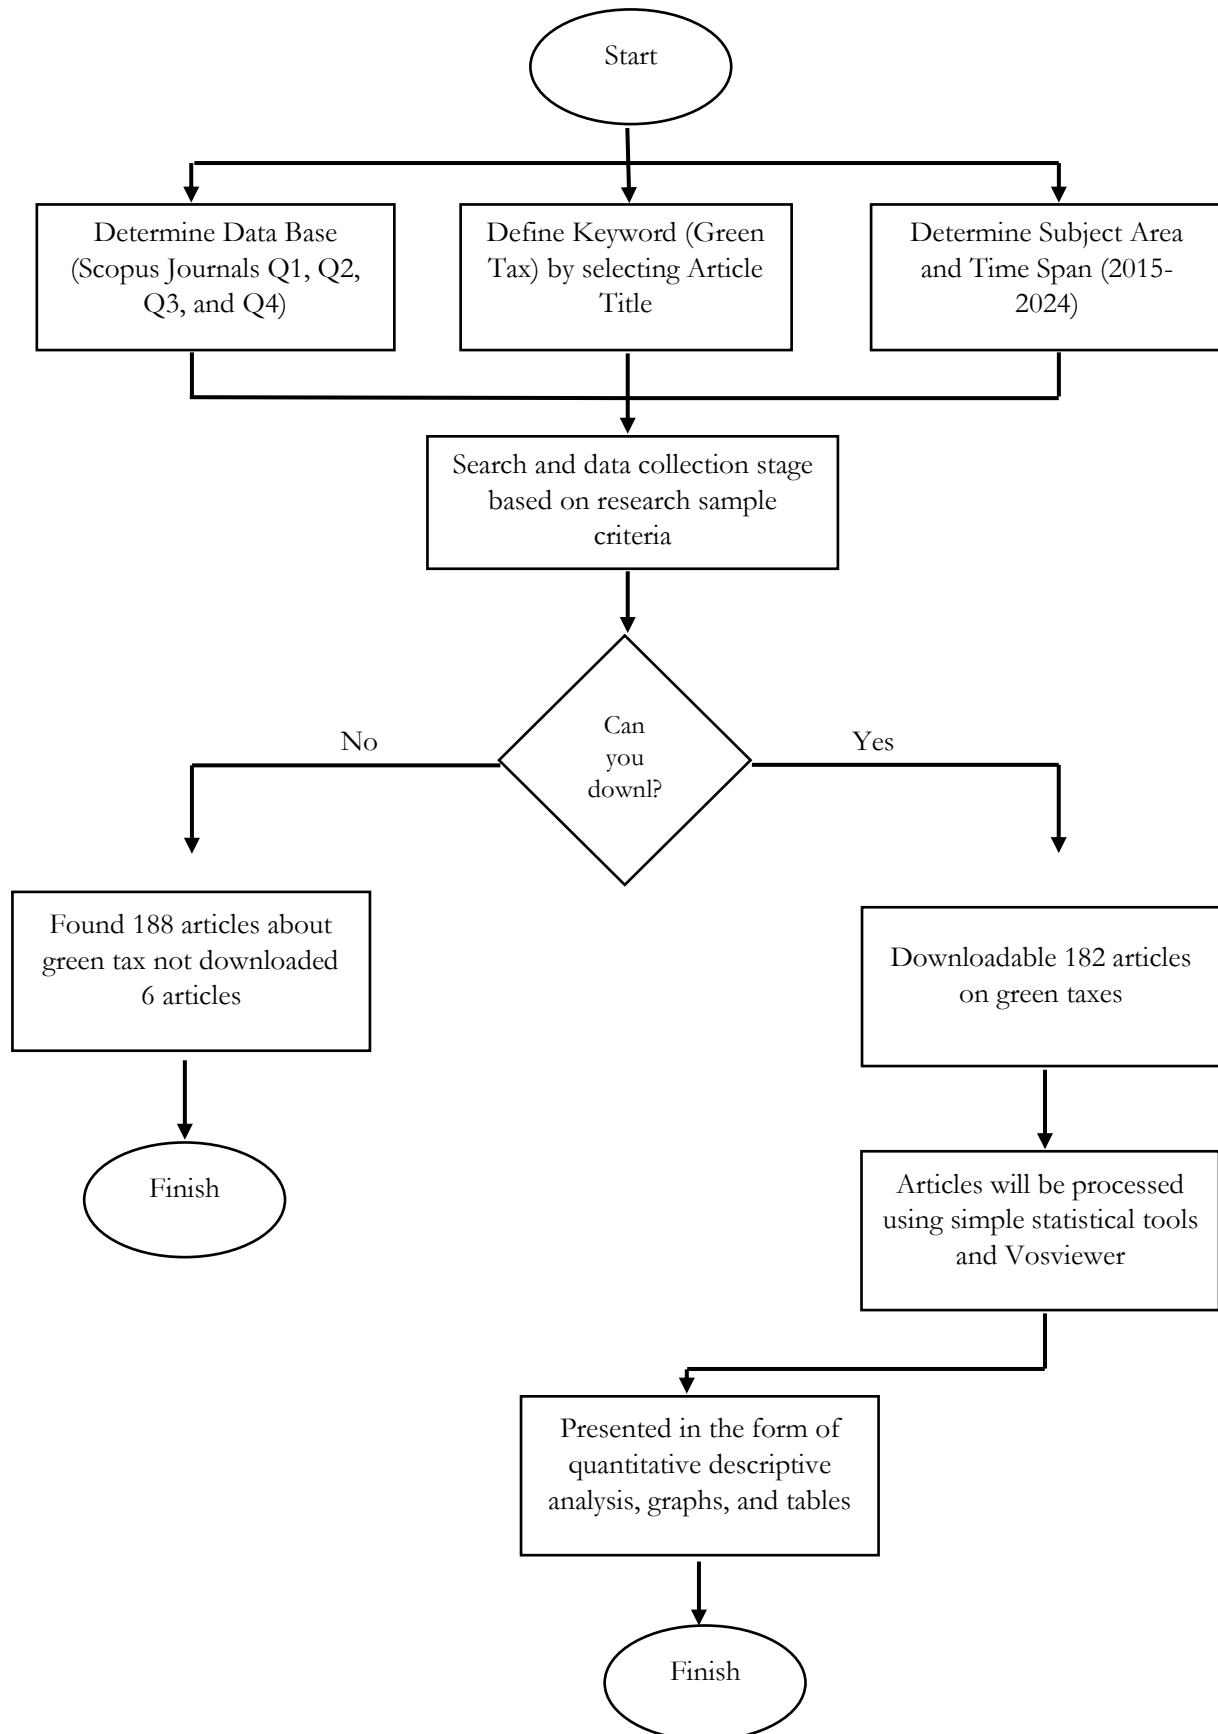 Start
Determine Data Base
(Scopus Journals Q1, Q2,
Q3, and Q4)
Define Keyword (Green
Tax) by selecting Article
Title
Determine Subject Area
and Time Span (2015-
2024)
Search and data collection stage
based on research sample
criteria
Can
you
downl?
No
Yes
Found 188 articles about
green tax not downloaded
6 articles
Downloadable 182 articles
on green taxes
Finish
Articles will be processed
using simple statistical tools
and Vosviewer
Presented in the form of
quantitative descriptive
analysis, graphs, and tables
Finish